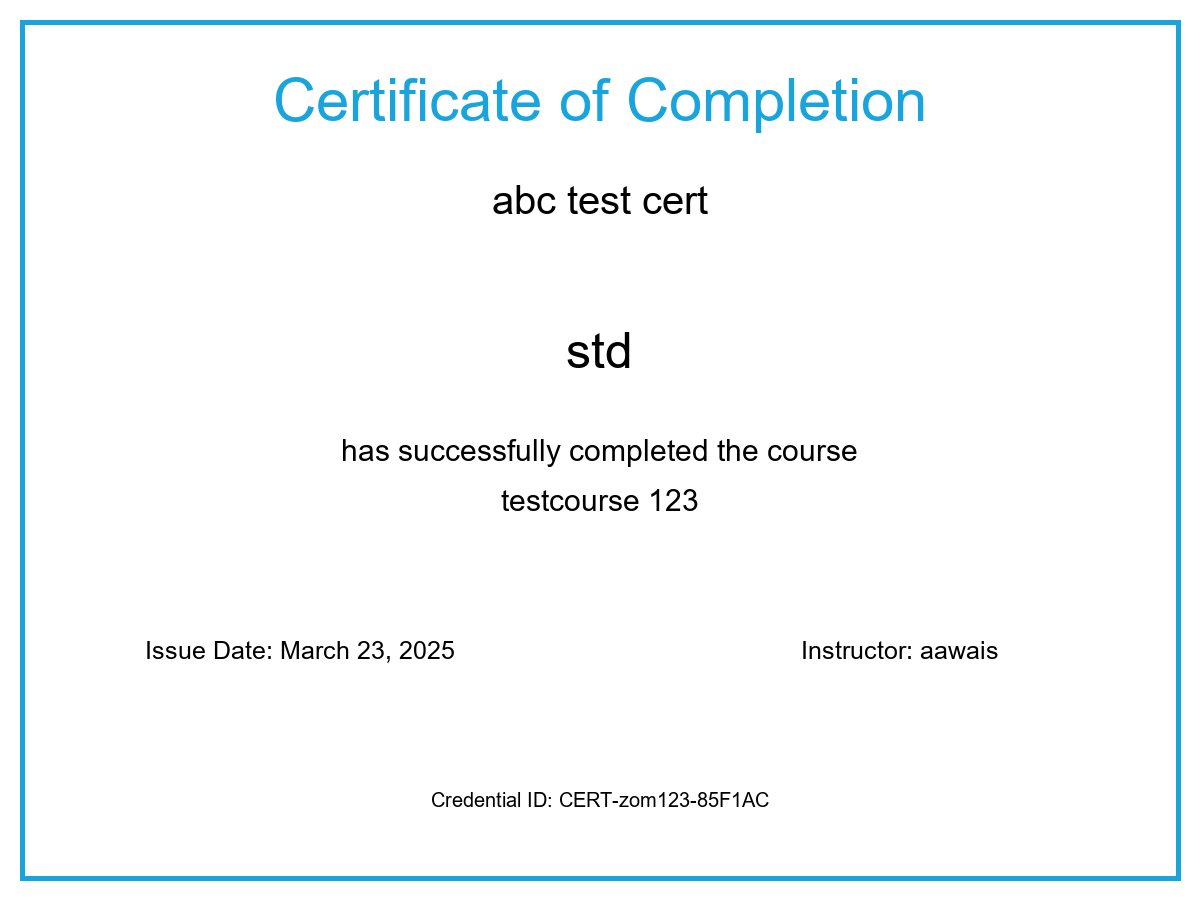 Certificate of Completion
abc test cert
std
has successfully completed the course
testcourse 123
Issue Date: March 23, 2025
Instructor: aawais
Credential ID: CERT-zom123-85F1AC